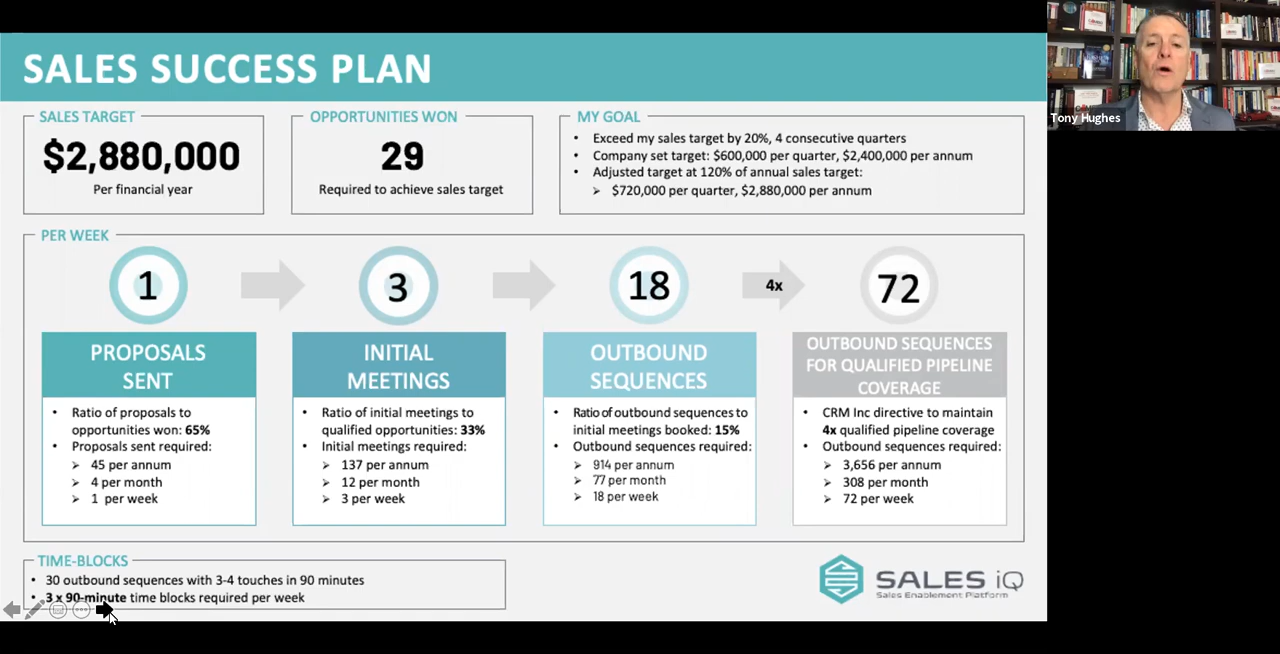 SALES SUCCESS PLAN
SALES TARGET
$2,880,000
Per financial year
OPPORTUNITIES WON
29
Required to achieve sales target
MY GOAL
• Exceed my sales target by 20%, 4 consecutive quarters
• Company set target: $600,000 per quarter, $2,400,000 per annum
• Adjusted target at 120% of annual sales target:
➢ $720,000 per quarter, $2,880,000 per annum
PER WEEK
1
PROPOSALS
SENT
• Ratio of proposals to
opportunities won: 65%
• Proposals sent required:
➢ 45 per annum
➢ 4 per month
➢ 1 per week
3
INITIAL
MEETINGS
• Ratio of initial meetings to
qualified opportunities: 33%
• Initial meetings required:
➢ 137 per annum
➢ 12 per month
➢ 3 per week
18
OUTBOUND
SEQUENCES
• Ratio of outbound sequences to
initial meetings booked: 15%
• Outbound sequences required:
➢ 914 per annum
➢ 77 per month
➢ 18 per week
4x
72
OUTBOUND SEQUENCES
FOR QUALIFIED PIPELINE
COVERAGE
• CRM Inc directive to maintain
4x qualified pipeline coverage
• Outbound sequences required:
➢ 3,656 per annum
➢ 308 per month
➢ 72 per week
TIME-BLOCKS
• 30 outbound sequences with 3-4 touches in 90 minutes
• 3 x 90-minute time blocks required per week
SALES iQ
Sales Enablement Platform
Tony Hughes